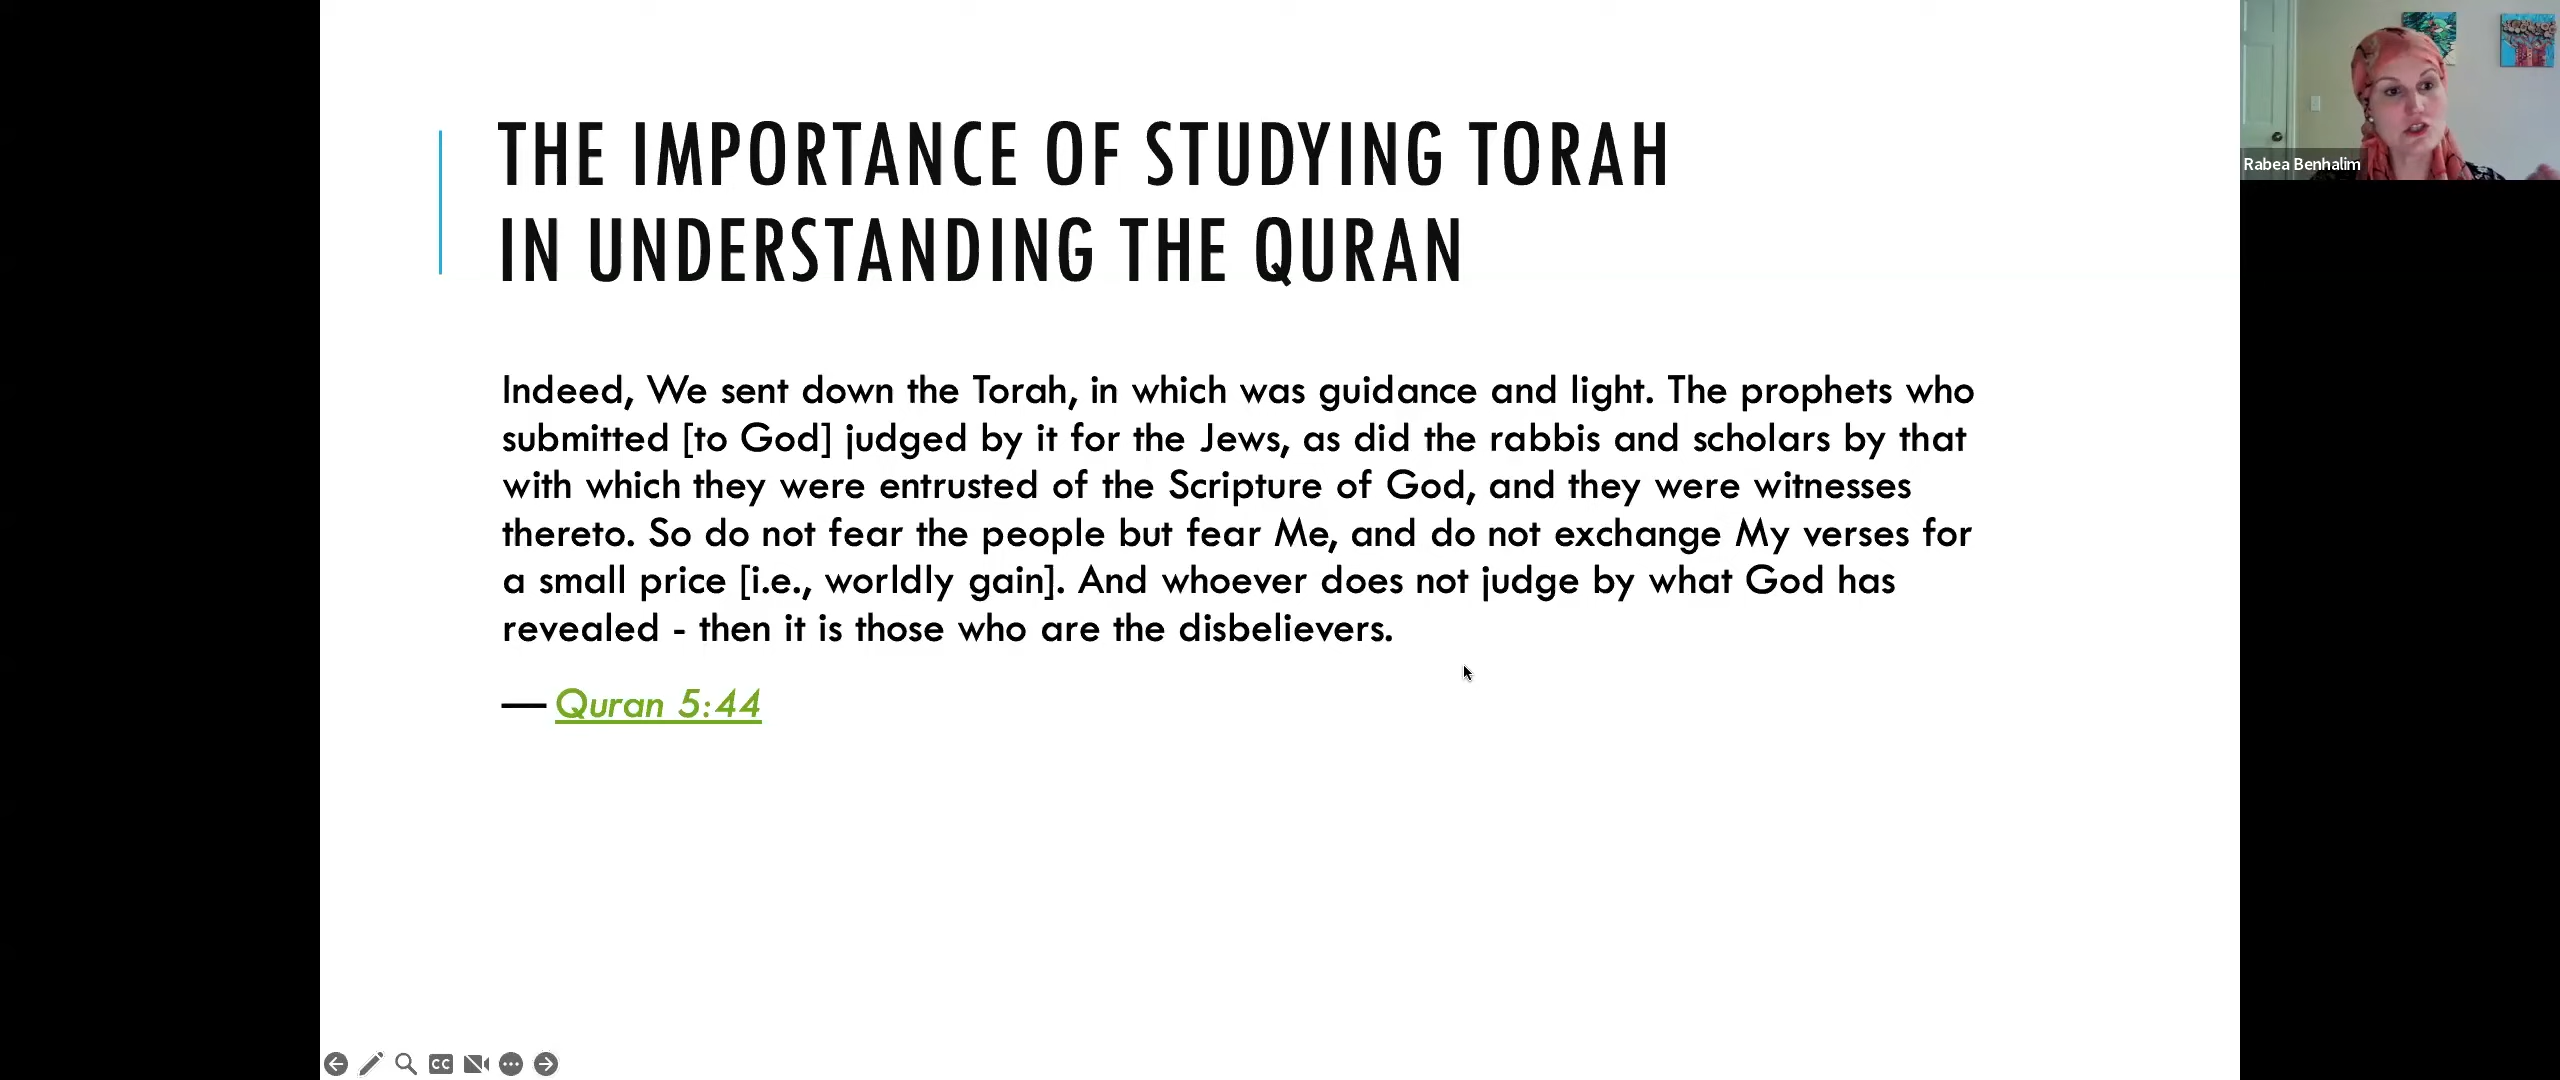 THE IMPORTANCE OF STUDYING TORAH
IN UNDERSTANDING THE QURAN
Indeed, We sent down the Torah, in which was guidance and light. The prophets who
submitted [to God] judged by it for the Jews, as did the rabbis and scholars by that
with which they were entrusted of the Scripture of God, and they were witnesses
thereto. So do not fear the people but fear Me, and do not exchange My verses for
a small price [i.e., worldly gain]. And whoever does not judge by what God has
revealed - then it is those who are the disbelievers.
— Quran 5:44
Rabea Benhalim
CC